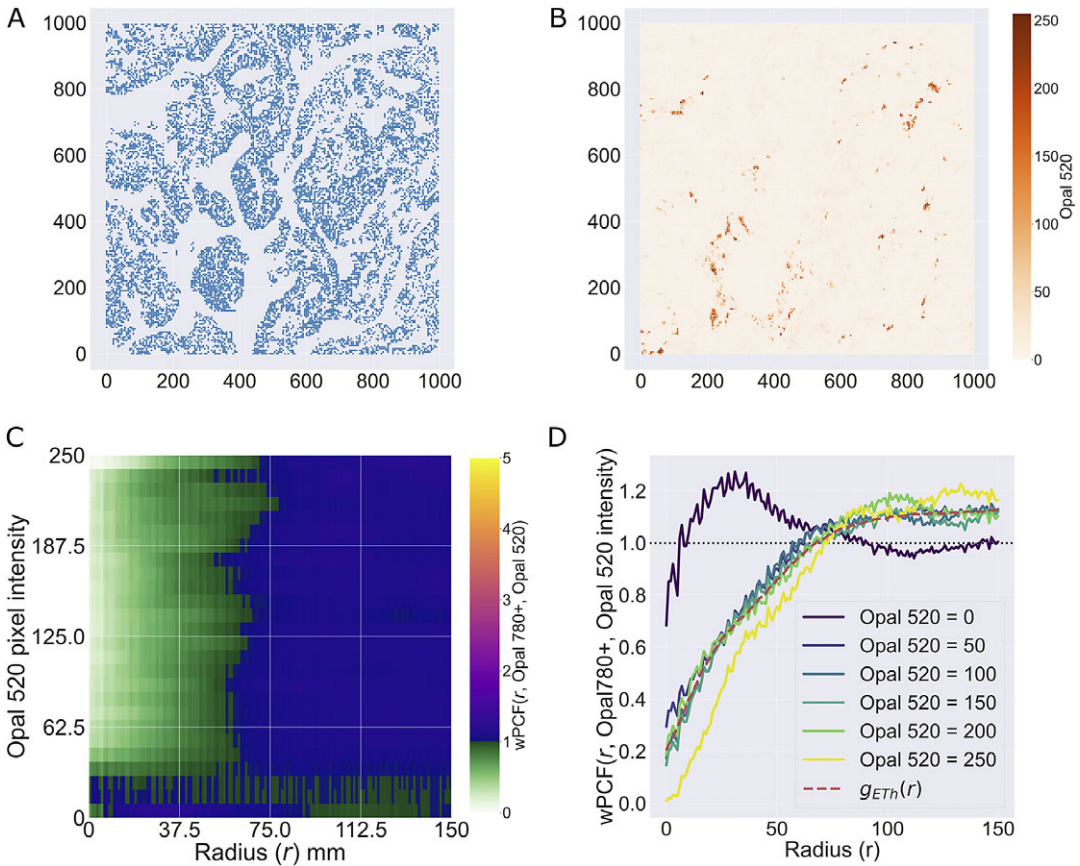 A
1000
800
600
400
200
0
0 200 400 600 800 1000
B
1000
800
600
400
200
0
0 200 400 600 800 1000
250
200
150
100
50
0
Opal 520
C
Opal 520 pixel intensity
250
187.5
125.0
62.5
0
0 37.5 75.0 112.5 150
Radius (r) mm
5
4
3
2
1
0
wPCF(r, Opal 780+, Opal 520)
D
wPCF(r, Opal780+, Opal 520 intensity)
1.2
1.0
0.8
0.6
0.4
0.2
0.0
0 50 100 150
Radius (r)
Opal 520 = 0
Opal 520 = 50
Opal 520 = 100
Opal 520 = 150
Opal 520 = 200
Opal 520 = 250
gETh(r)